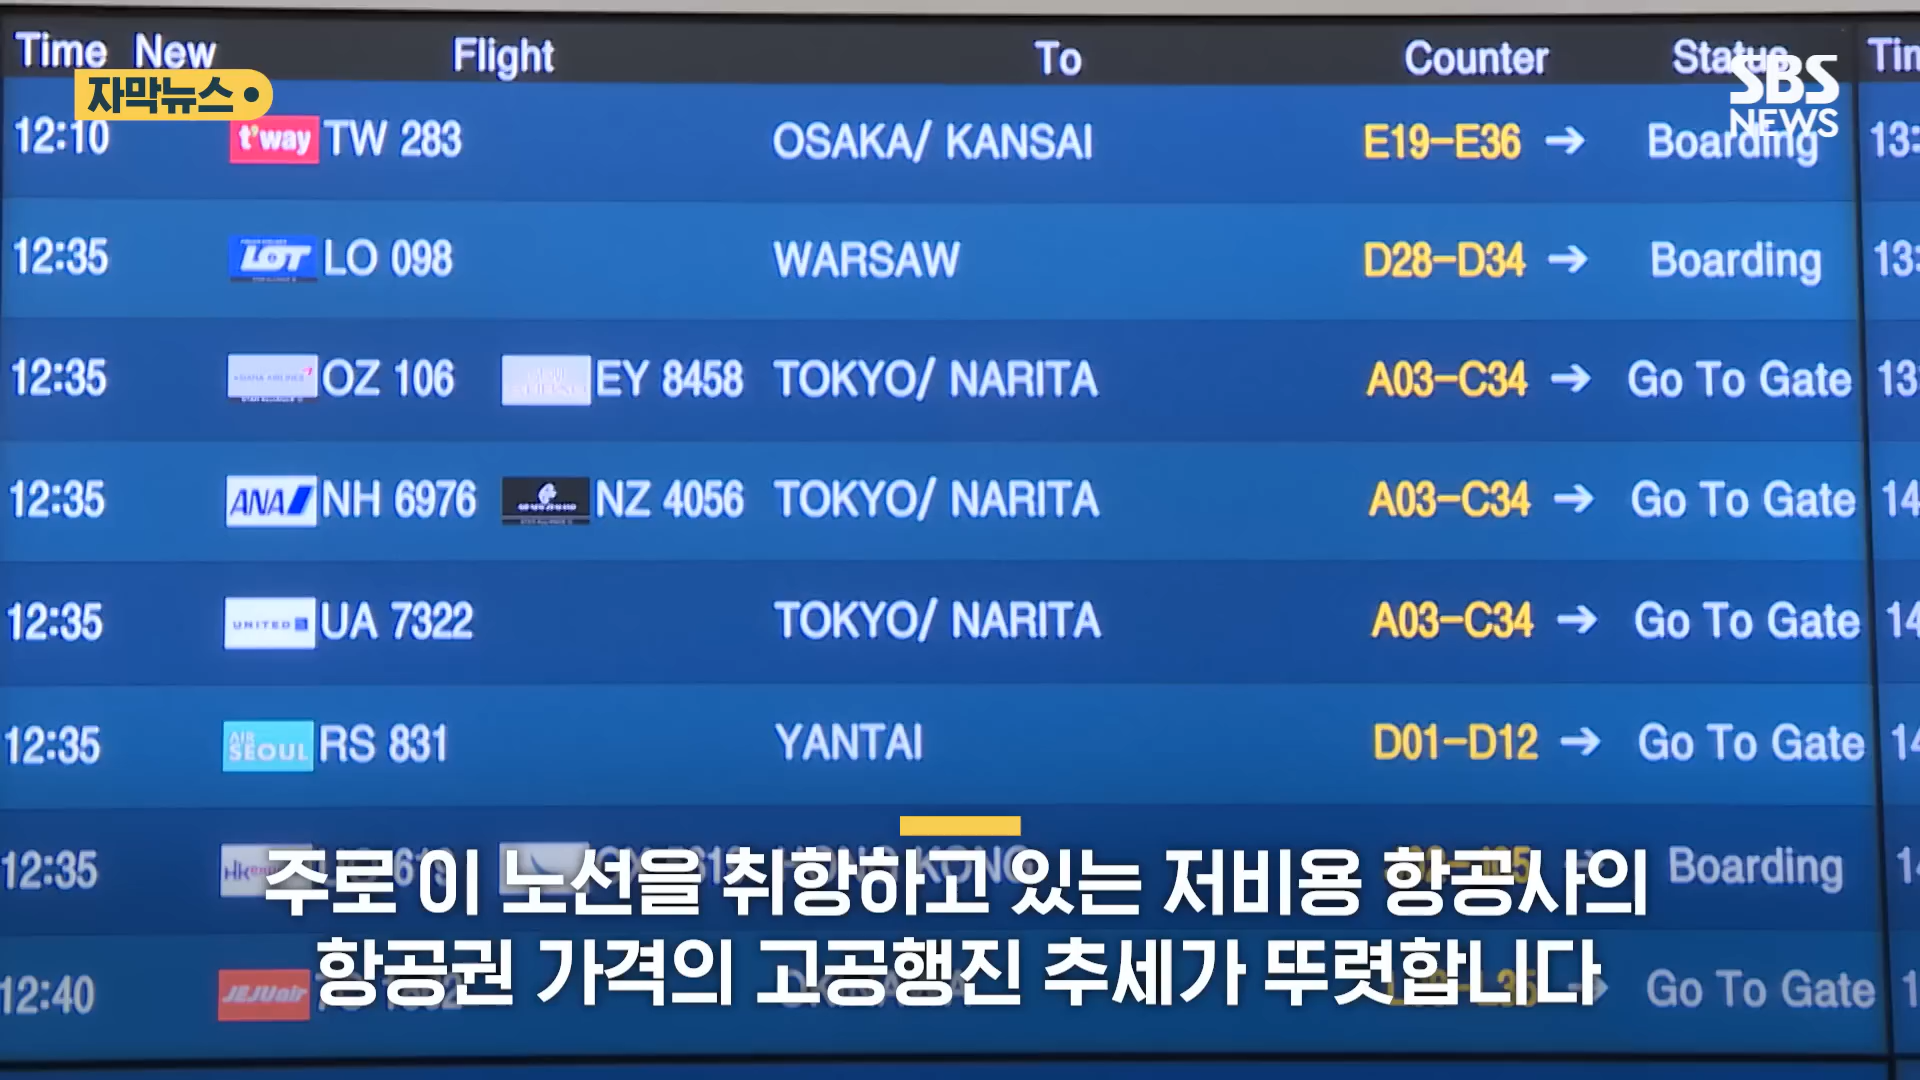 Time New Flight To Counter Status
자막뉴스
SBS
NEWS
12:10 t'way TW 283 OSAKA/ KANSAI E19-E36 → Boarding
12:35 LOT LO 098 WARSAW D28-D34 → Boarding
12:35 ASIANA AIRLINES OZ 106 EY 8458 TOKYO/ NARITA A03-C34 → Go To Gate
12:35 ANA NH 6976 NZ 4056 TOKYO/ NARITA A03-C34 → Go To Gate
12:35 UNITED UA 7322 TOKYO/ NARITA A03-C34 → Go To Gate
12:35 AIR SEOUL RS 831 YANTAI D01-D12 → Go To Gate
12:35 Boarding
주로 이 노선을 취항하고 있는 저비용 항공사의
항공권 가격의 고공행진 추세가 뚜렷합니다
12:40 JEJUair Go To Gate